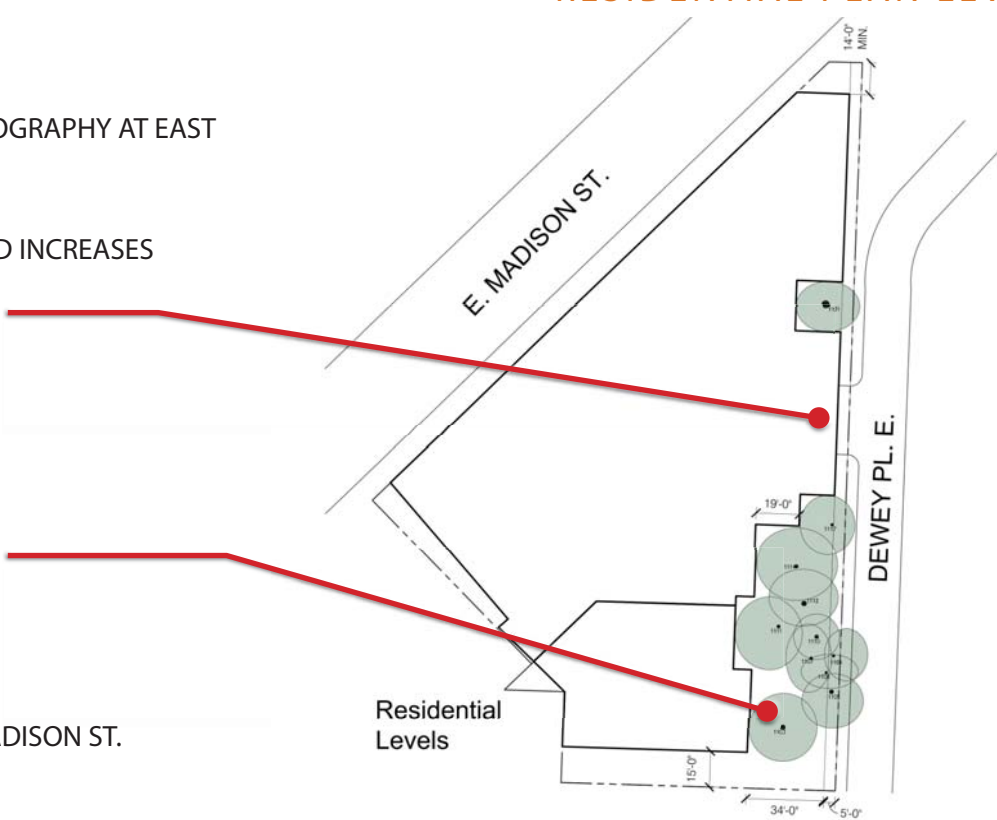 14'-0"
MIN.
OGRAPHY AT EAST
E. MADISON ST.
D INCREASES
DEWEY PL. E.
19'-0"
Residential
Levels
ADISON ST.
15'-0"
34'-0"
5'-0"